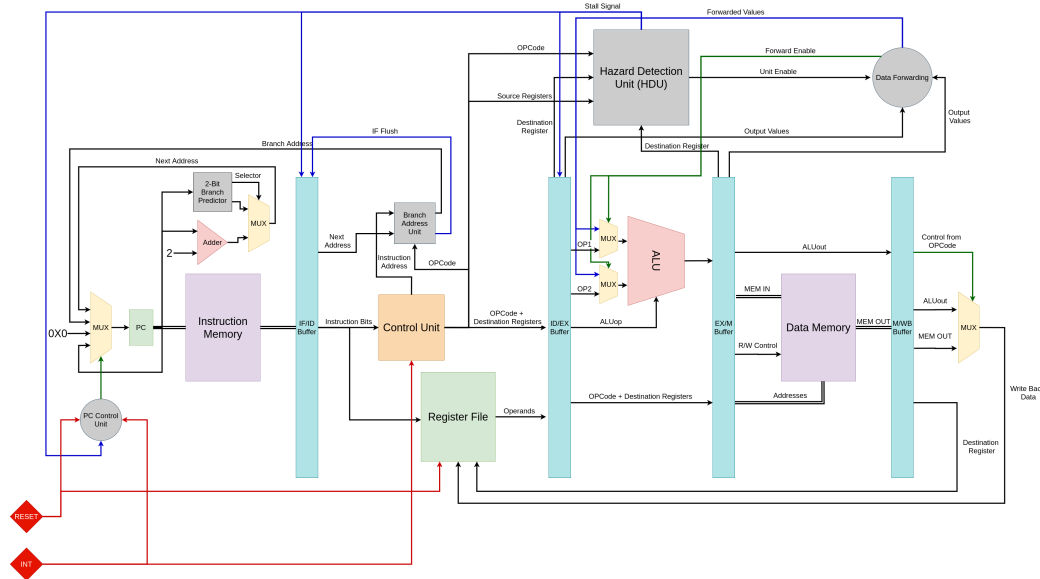 Stall Signal
Forwarded Values
OPCode
Hazard Detection
Unit (HDU)
Forward Enable
Unit Enable
Data Forwarding
Source Registers
Destination
Register
Output Values
Output
Values
Destination Register
IF Flush
Branch Address
Next Address
2-Bit
Branch
Predictor
Selector
MUX
Adder
2
Branch
Address
Unit
Next
Address
Instruction
Address
OPCode
OP1
MUX
ALU
OP2
MUX
ALUout
Control from
OPCode
MEM IN
ALUout
0X0
MUX
PC
Instruction
Memory
IF/ID
Buffer
Instruction Bits
Control Unit
OPCode +
Destination Registers
ID/EX
Buffer
ALUop
EX/M
Buffer
R/W Control
Data Memory
MEM OUT
M/WB
Buffer
MEM OUT
MUX
PC Control
Unit
Register File
Operands
OPCode + Destination Registers
Addresses
Write Bac
Data
Destination
Register
RESET
INT